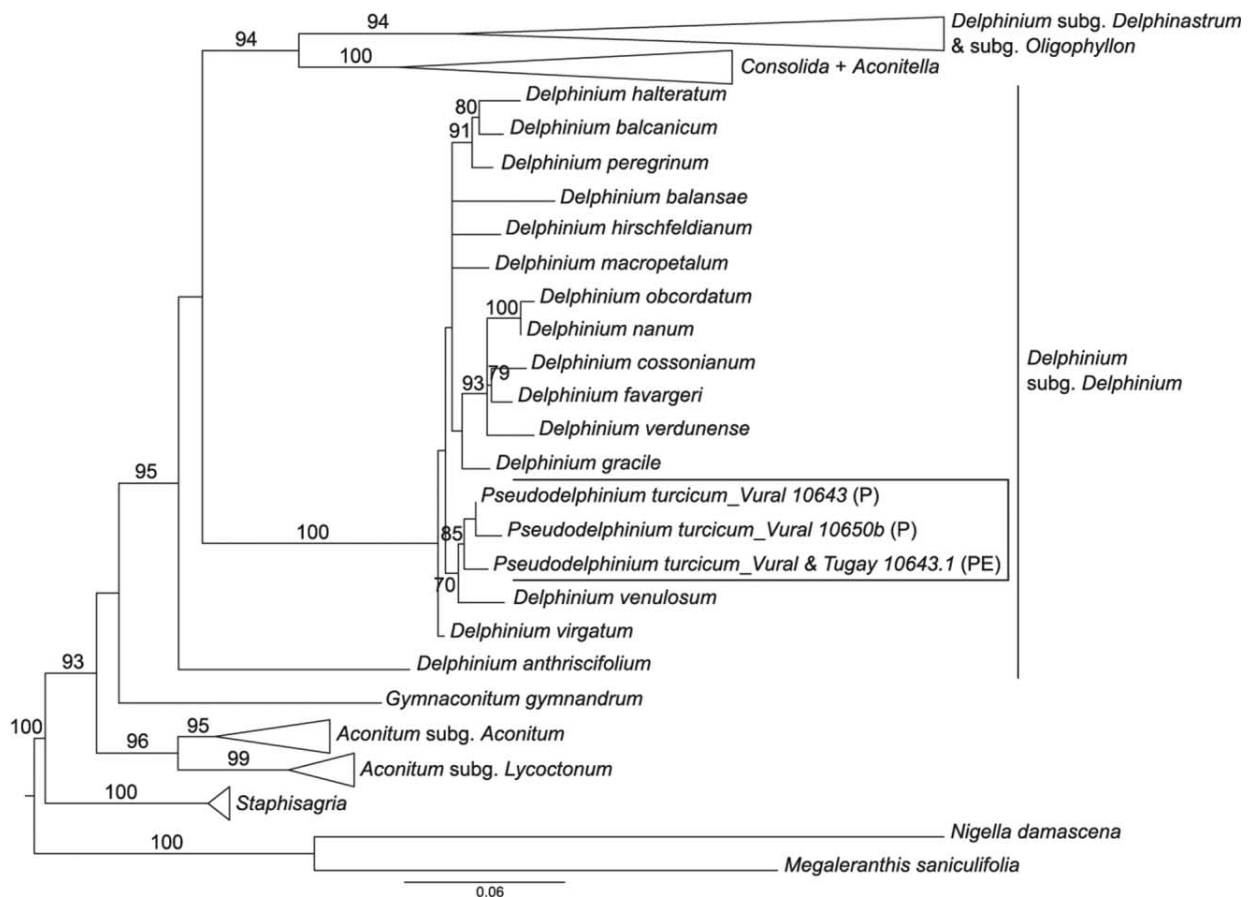 94
94
Delphinium subg. Delphinastrum
& subg. Oligophyllon
100
Consolida + Aconitella
Delphinium halteratum
80
Delphinium balcanicum
91
Delphinium peregrinum
Delphinium balansae
Delphinium hirschfeldianum
Delphinium macropetalum
Delphinium obcordatum
100
Delphinium nanum
Delphinium cossonianum
79
93
Delphinium favargeri
Delphinium verdunense
Delphinium gracile
Delphinium
subg. Delphinium
Pseudodelphinium turcicum_Vural 10643 (P)
Pseudodelphinium turcicum_Vural 10650b (P)
85
Pseudodelphinium turcicum_Vural & Tugay 10643.1 (PE)
70
Delphinium venulosum
100
Delphinium virgatum
95
Delphinium anthriscifolium
93
Gymnaconitum gymnandrum
100
95
Aconitum subg. Aconitum
96
99
Aconitum subg. Lycoctonum
100
Staphisagria
100
Nigella damascena
Megaleranthis saniculifolia
0.06